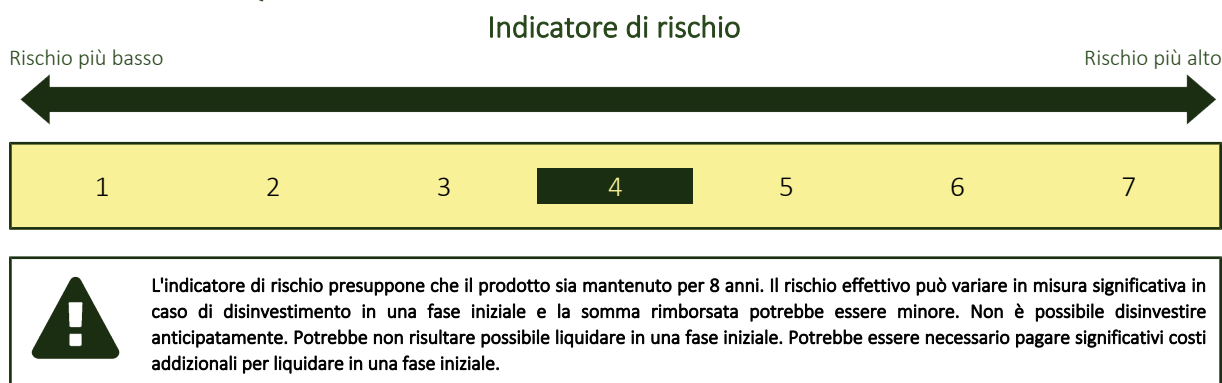 Indicatore di rischio
Rischio più basso
Rischio più alto
1 2 3 4 5 6 7
L'indicatore di rischio presuppone che il prodotto sia mantenuto per 8 anni. Il rischio effettivo può variare in misura significativa in
caso di disinvestimento in una fase iniziale e la somma rimborsata potrebbe essere minore. Non è possibile disinvestire
anticipatamente. Potrebbe non risultare possibile liquidare in una fase iniziale. Potrebbe essere necessario pagare significativi costi
addizionali per liquidare in una fase iniziale.